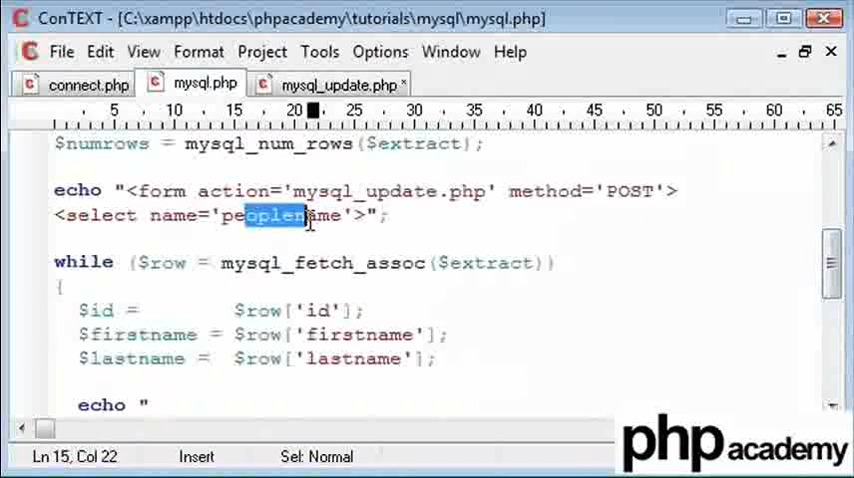 ConTEXT - [C:\xampp\htdocs\phpacademy\tutorials\mysql\mysql.php]
File Edit View Format Project Tools Options Window Help
connect.php mysql.php mysql_update.php *
5 10 15 20 25 30 35 40 45 50 55 60 65
$numrows = mysql_num_rows($extract);
echo "<form action='mysql_update.php' method='POST'>
<select name='peoplename'>";
while ($row = mysql_fetch_assoc($extract))
{
$id = $row['id'];
$firstname = $row['firstname'];
$lastname = $row['lastname'];
echo "
Ln 15, Col 22 Insert Sel: Normal
php academy